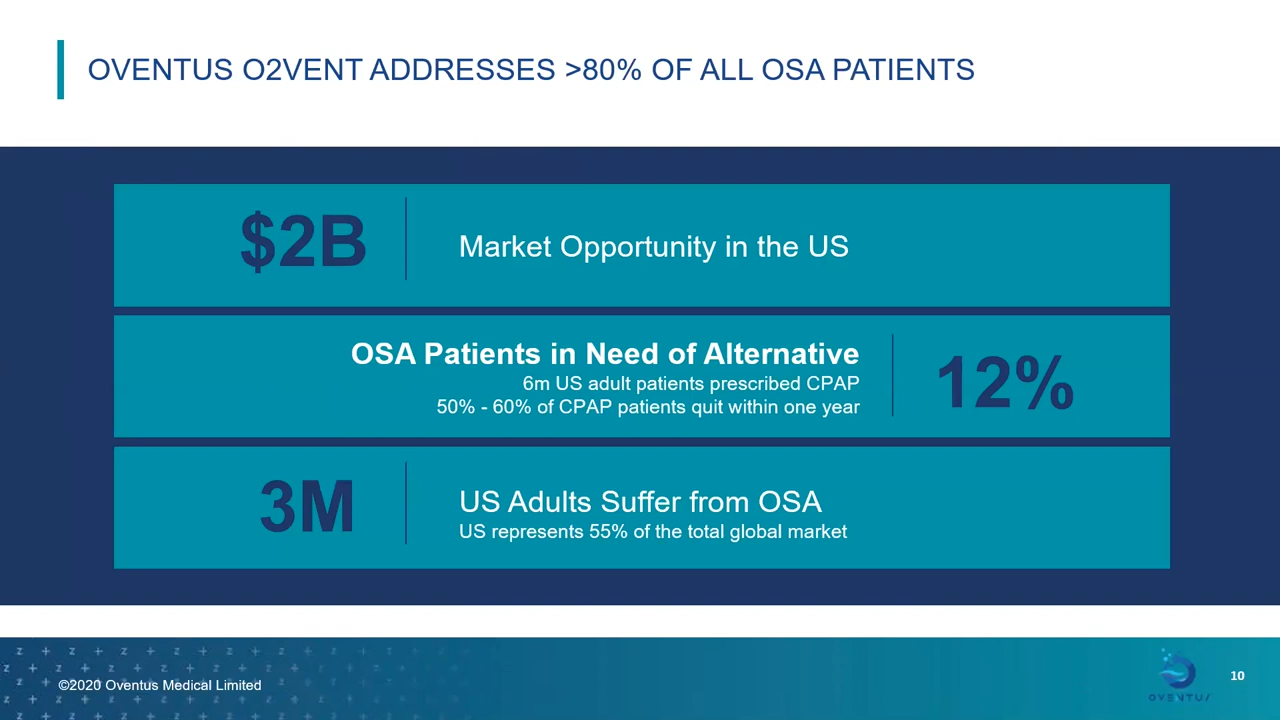 OVENTUS O2VENT ADDRESSES >80% OF ALL OSA PATIENTS
$2B
Market Opportunity in the US
OSA Patients in Need of Alternative
6m US adult patients prescribed CPAP
50% - 60% of CPAP patients quit within one year
12%
3M
US Adults Suffer from OSA
US represents 55% of the total global market
z + z + z + z + z + z + z + z
z + z + z + z + z + z + z + z
©2020 Oventus Medical Limited
OVENTUS
10